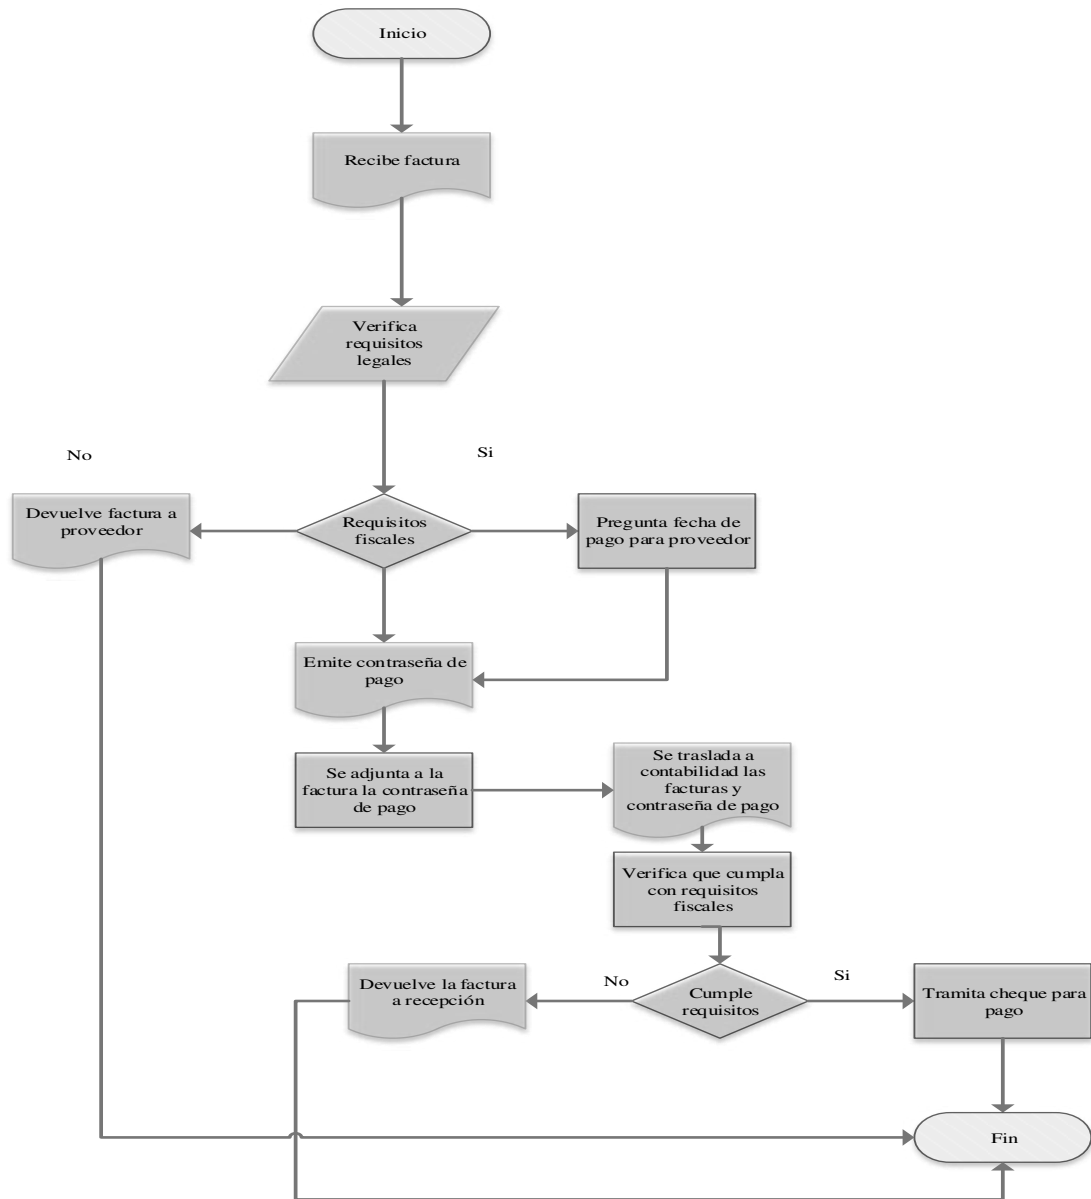 Inicio
Recibe factura
Verifica
requisitos
legales
No
Si
Devuelve factura a
proveedor
Requisitos
fiscales
Pregunta fecha de
pago para proveedor
Emite contraseña de
pago
Se adjunta a la
factura la contraseña
de pago
Se traslada a
contabilidad las
facturas y
contraseña de pago
Verifica que cumpla
con requisitos
fiscales
Devuelve la factura
a recepción
No
Cumple
requisitos
Si
Tramita cheque para
pago
Fin